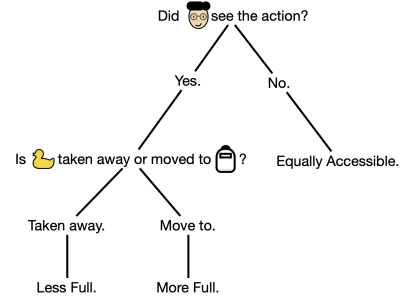 Did see the action?
Yes.
No.
Is taken away or moved to ?
Equally Accessible.
Taken away.
Move to.
Less Full.
More Full.